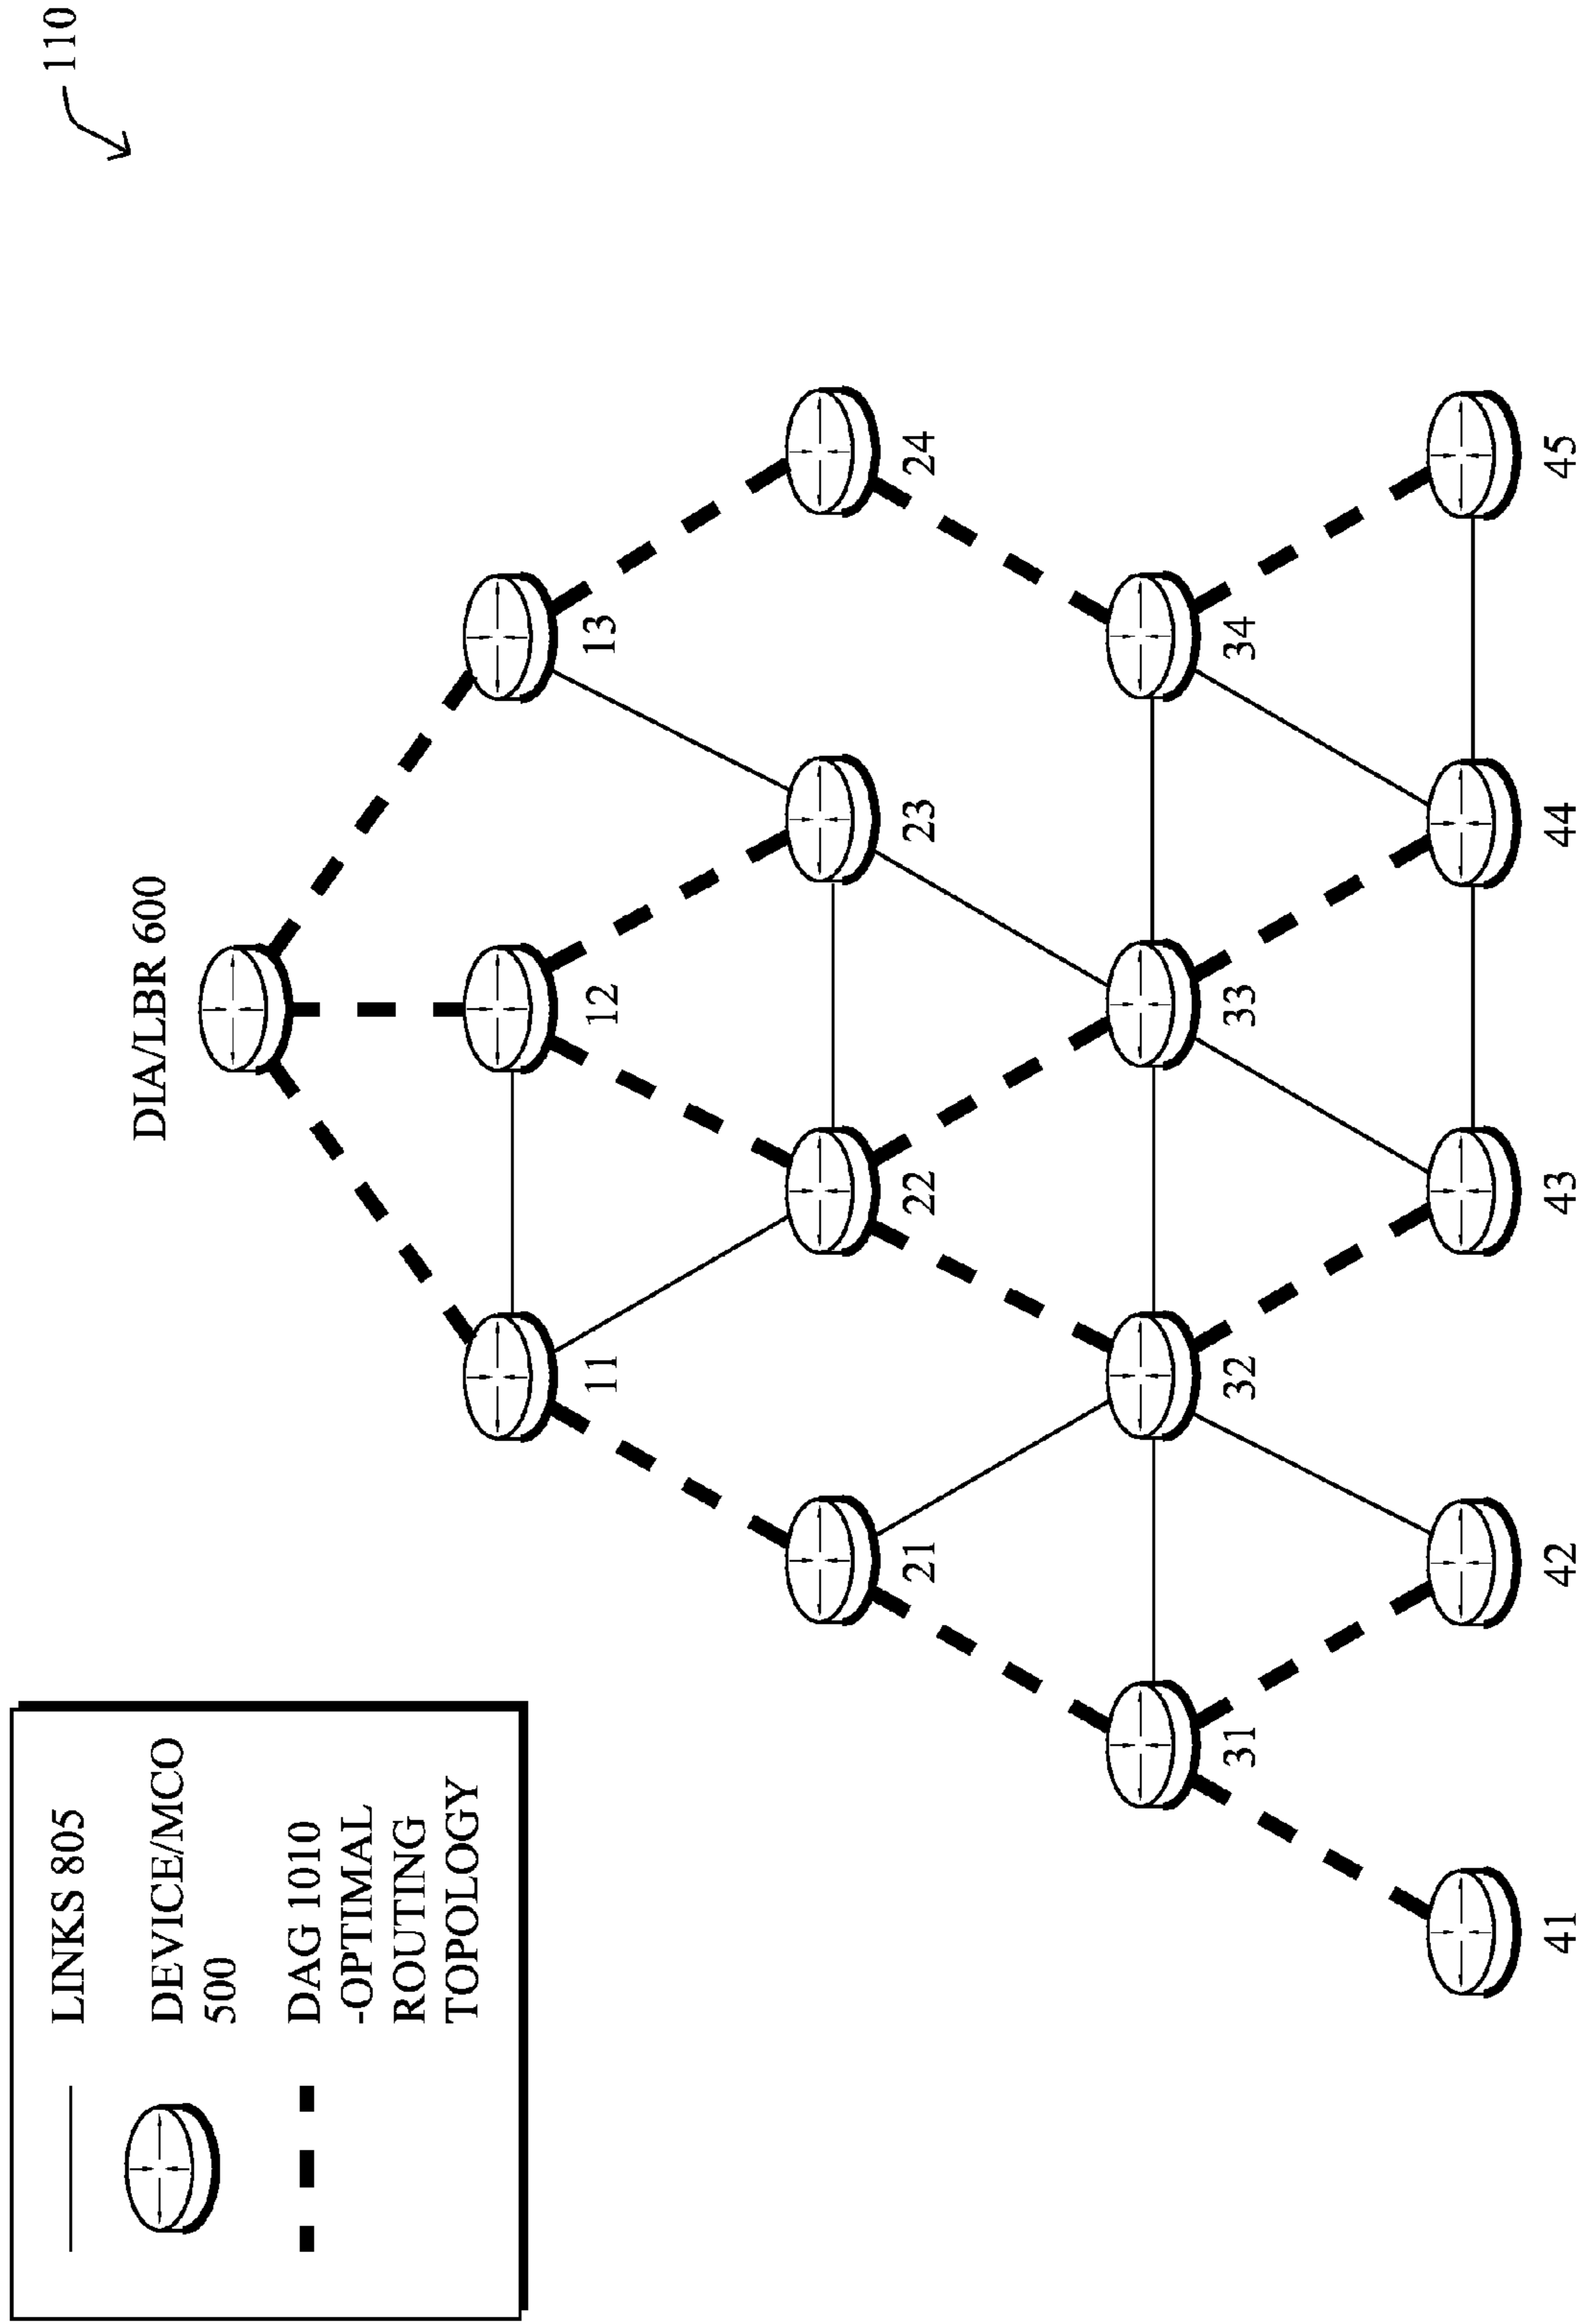 110
LINKS 805
DEVICE/MCO
500
DAG 1010
-OPTIMAL
ROUTING
TOPOLOGY
DIA/LBR 600
11
12
13
21
22
23
24
31
32
33
34
41
42
43
44
45